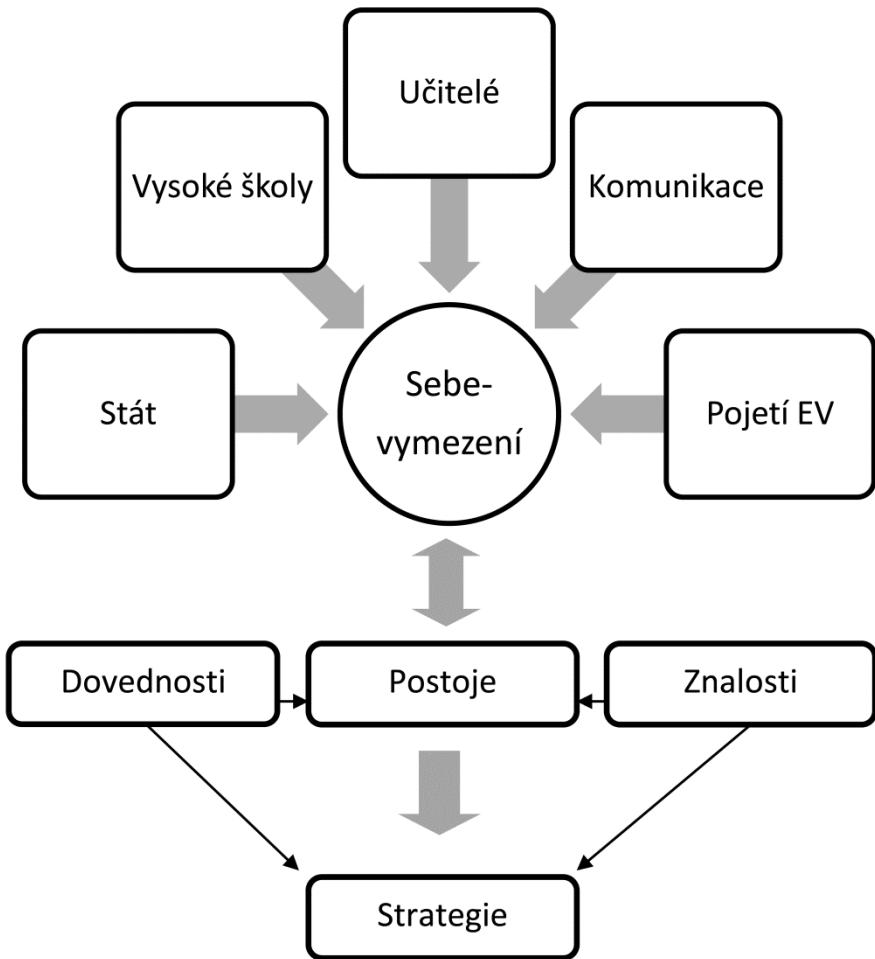 Učitelé
Vysoké školy
Komunikace
Stát
Sebe-
vymezení
Pojetí EV
Dovednosti
Postoje
Znalosti
Strategie